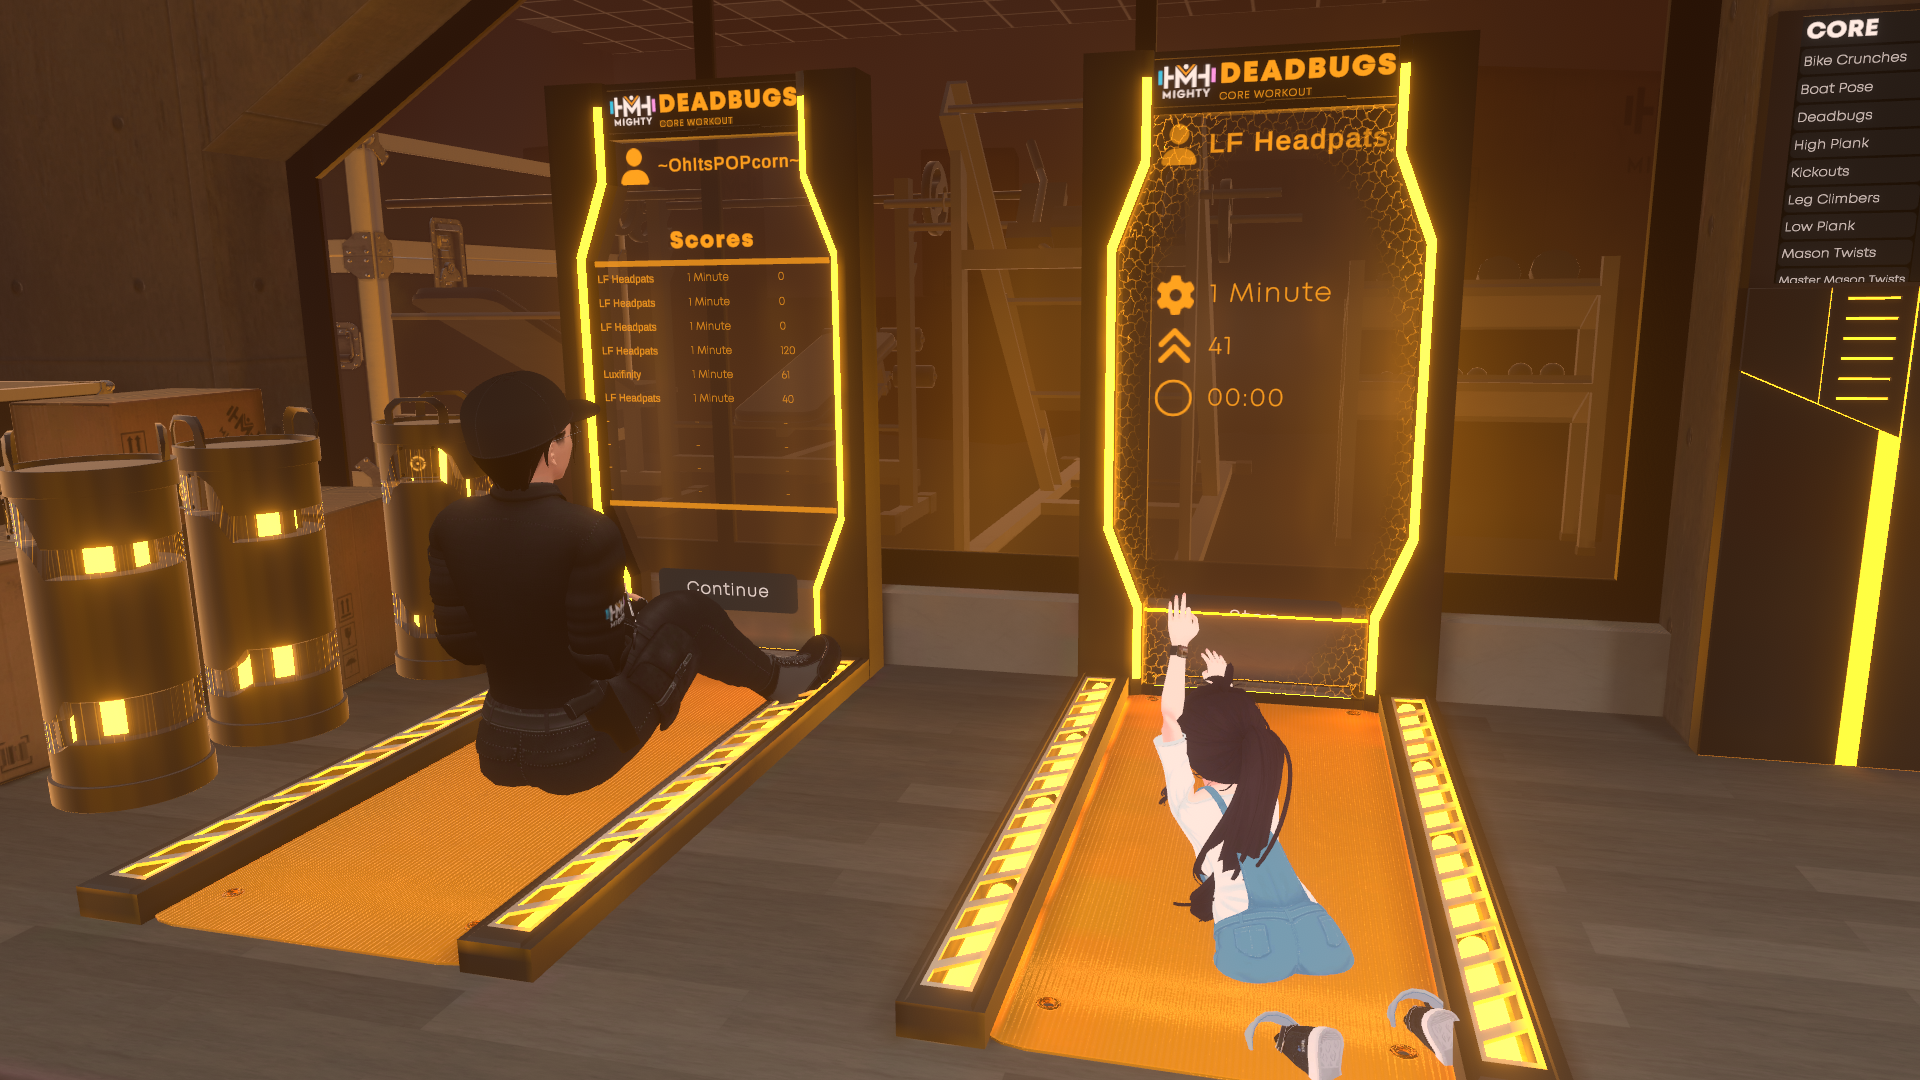 MIGHTY
DEADBUGS
CORE WORKOUT
~OhItsPOPcorn~
Scores
LF Headpats 1 Minute 0
LF Headpats 1 Minute 0
LF Headpats 1 Minute 0
LF Headpats 1 Minute 120
Luxifinity 1 Minute 61
LF Headpats 1 Minute 40
Continue
MIGHTY
DEADBUGS
CORE WORKOUT
LF Headpats
1 Minute
41
00:00
CORE
Bike Crunches
Boat Pose
Deadbugs
High Plank
Kickouts
Leg Climbers
Low Plank
Mason Twists
Master Mason Twists